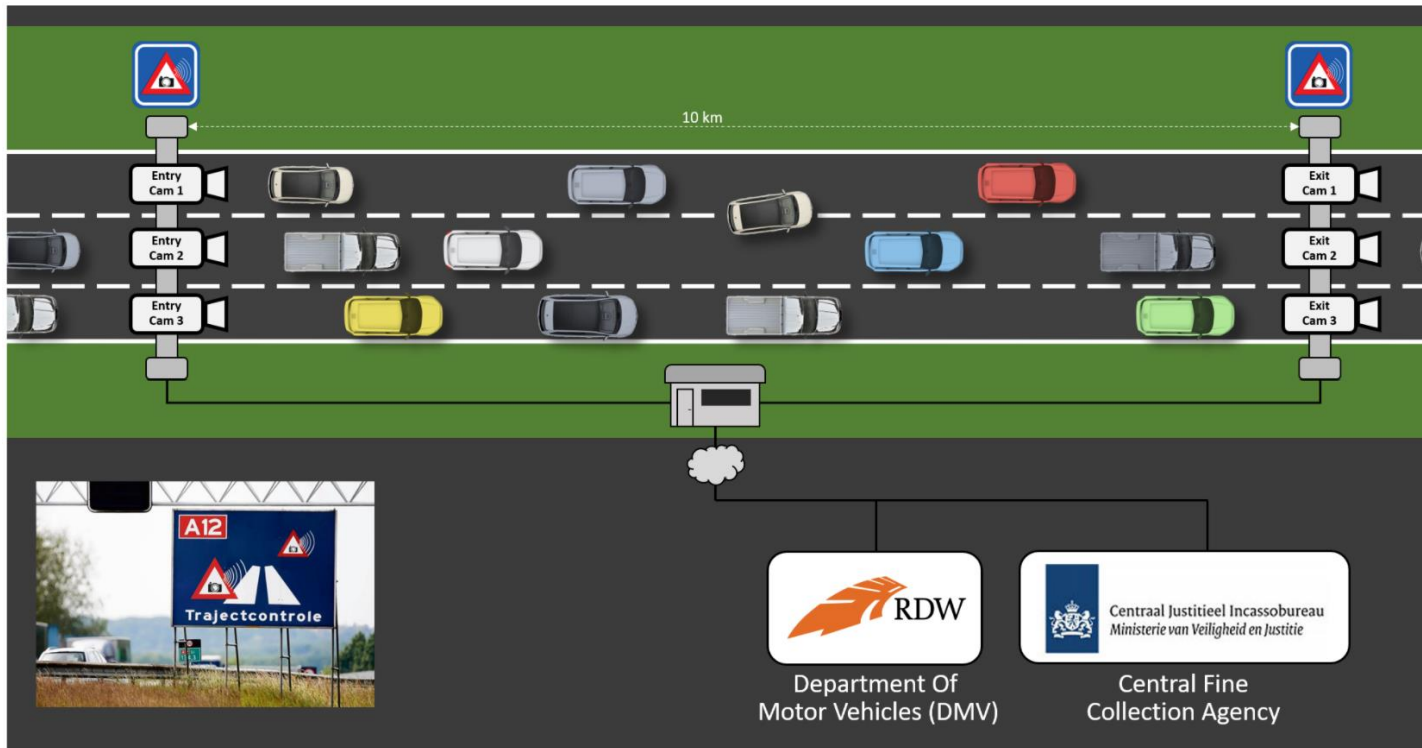 10 km
Entry
Cam 1
Exit
Cam 1
Entry
Cam 2
Exit
Cam 2
Entry
Cam 3
Exit
Cam 3
A12
Trajectcontrole
RDW
Centraal Justitieel Incassobureau
Ministerie van Veiligheid en Justitie
Department Of
Motor Vehicles (DMV)
Central Fine
Collection Agency